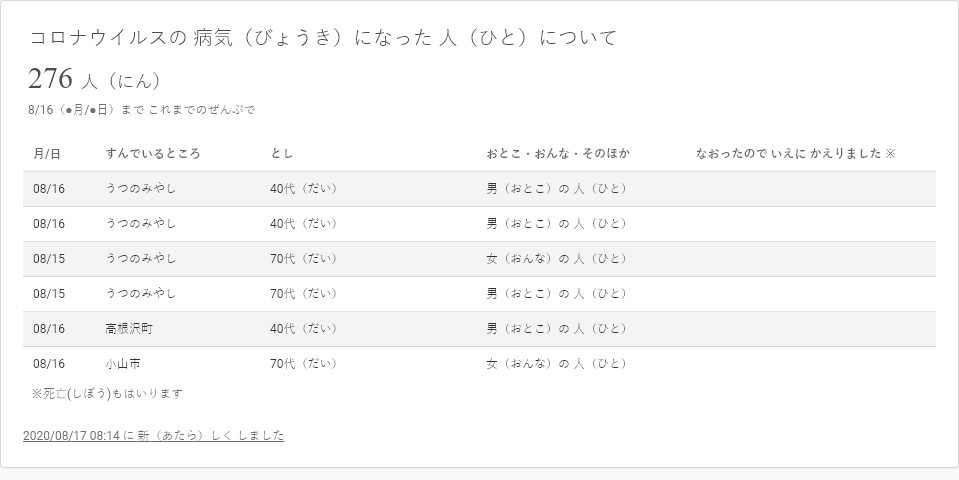 コロナウイルスの 病気（びょうき）になった 人（ひと）について
276 人（にん）
8/16（●月/●日）まで これまでのぜんぶで
月/日 すんでいるところ とし おとこ・おんな・そのほか なおったので いえに かえりました ※
08/16 うつのみやし 40代（だい） 男（おとこ）の 人（ひと）
08/16 うつのみやし 40代（だい） 男（おとこ）の 人（ひと）
08/15 うつのみやし 70代（だい） 女（おんな）の 人（ひと）
08/15 うつのみやし 70代（だい） 男（おとこ）の 人（ひと）
08/16 高根沢町 40代（だい） 男（おとこ）の 人（ひと）
08/16 小山市 70代（だい） 女（おんな）の 人（ひと）
※死亡(しぼう)もはいります
2020/08/17 08:14 に 新（あたら）しく しました